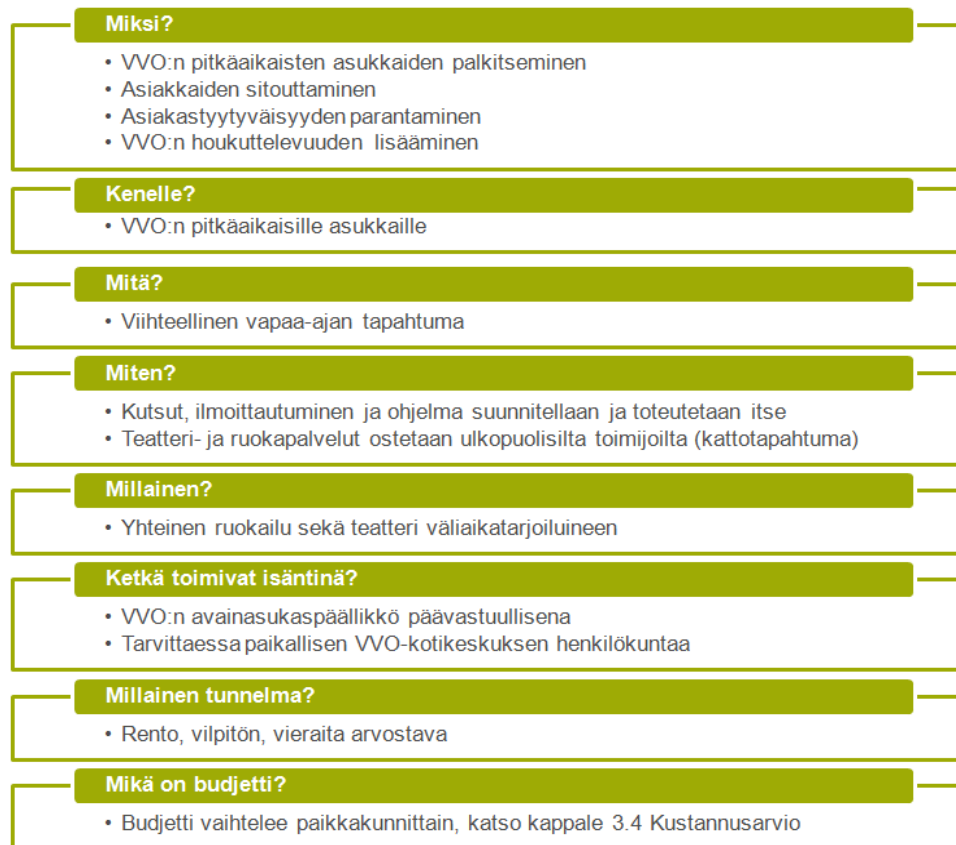 Miksi?
• VVO:n pitkäaikaisten asukkaiden palkitseminen
• Asiakkaiden sitouttaminen
• Asiakastyytyväisyyden parantaminen
• VVO:n houkuttelevuuden lisääminen
Kenelle?
• VVO:n pitkäaikaisille asukkaille
Mitä?
• Viihteellinen vapaa-ajan tapahtuma
Miten?
• Kutsut, ilmoittautuminen ja ohjelma suunnitellaan ja toteutetaan itse
• Teatteri- ja ruokapalvelut ostetaan ulkopuolisilta toimijoilta (kattotapahtuma)
Millainen?
• Yhteinen ruokailu sekä teatteri väliaikatarjoiluineen
Ketkä toimivat isäntinä?
• VVO:n avainasukaspäällikkö päävastuullisena
• Tarvittaessa paikallisen VVO-kotikeskuksen henkilökuntaa
Millainen tunnelma?
• Rento, vilpitön, vieraita arvostava
Mikä on budjetti?
• Budjetti vaihtelee paikkakunnittain, katso kappale 3.4 Kustannusarvio